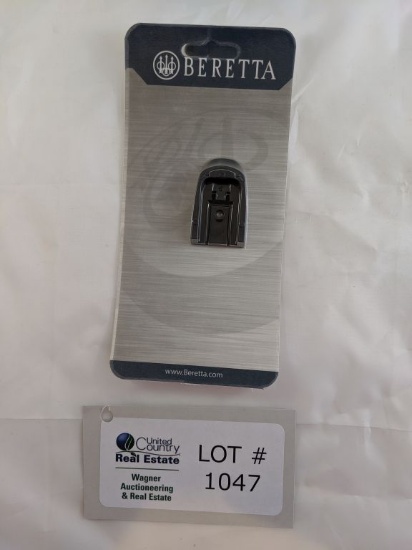 BERETTA
www.Beretta.com
United
Country
Real Estate
Wagner
Auctioneering
& Real Estate
LOT #
1047